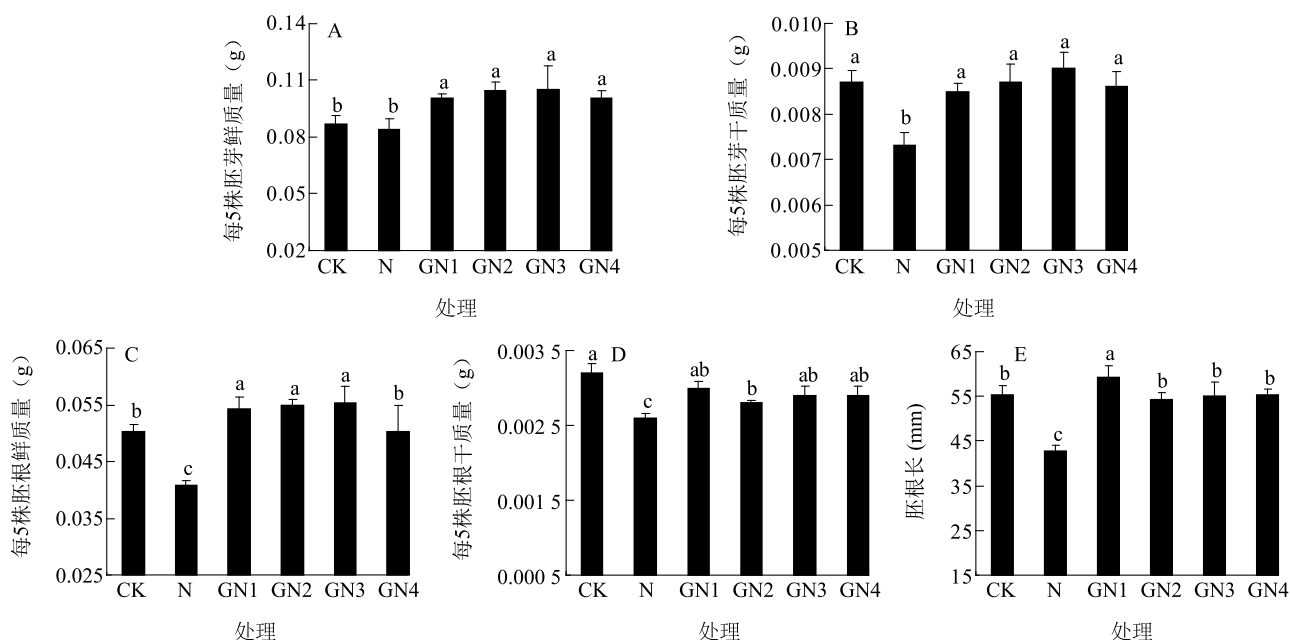 A
每5株胚芽鲜质量（g）
0.14
0.11
0.08
0.05
0.02
b b a a a a
CK N GN1 GN2 GN3 GN4
处理
B
每5株胚芽干质量（g）
0.010
0.009
0.008
0.007
0.006
0.005
a b a a a a
CK N GN1 GN2 GN3 GN4
处理
C
每5株胚根鲜质量（g）
0.065
0.055
0.045
0.035
0.025
b c a a a b
CK N GN1 GN2 GN3 GN4
处理
D
每5株胚根干质量（g）
0.003 5
0.002 5
0.001 5
0.000 5
a c ab b ab ab
CK N GN1 GN2 GN3 GN4
处理
E
胚根长 (mm)
65
55
45
35
25
15
b c a b b b
CK N GN1 GN2 GN3 GN4
处理